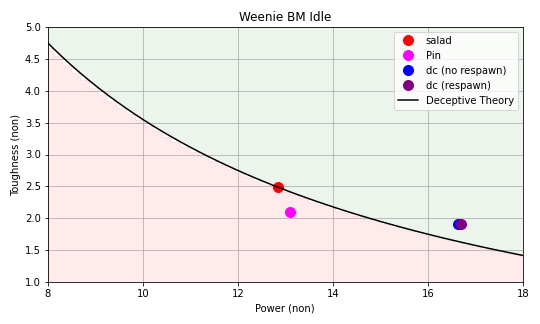 Weenie BM Idle
salad
Pin
dc (no respawn)
dc (respawn)
Deceptive Theory
Toughness (non)
5.0
4.5
4.0
3.5
3.0
2.5
2.0
1.5
1.0
8 10 12 14 16 18
Power (non)